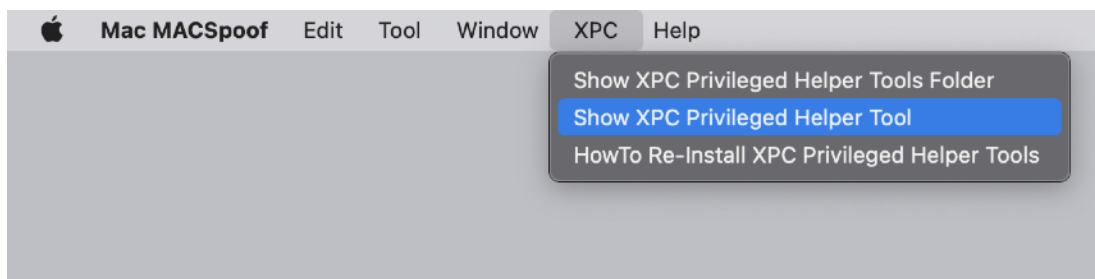 Mac MACSpoof Edit Tool Window XPC Help
Show XPC Privileged Helper Tools Folder
Show XPC Privileged Helper Tool
HowTo Re-Install XPC Privileged Helper Tools